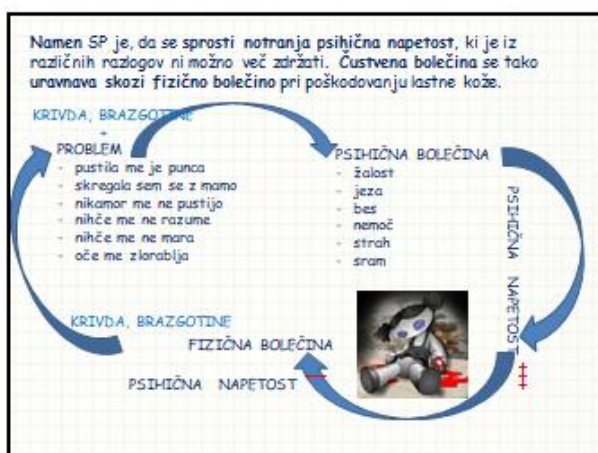 Namen SP je, da se sprosti notranja psihična napetost, ki je iz
različnih razlogov ni možno več zdržati. Čustvena bolečina se tako
uravnava skozi fizično bolečino pri poškodovanju lastne kože.
KRIVDA, BRAZGOTINE
+
PROBLEM
- pustila me je punca
- skregala sem se z mamo
- nikamor me ne pustijo
- nihče me ne razume
- nihče me ne mara
- oče me zlorablja
PSIHIČNA BOLEČINA
- žalost
- jeza
- bes
- nemoč
- strah
- sram
PSIHIČNA NAPETOST
KRIVDA, BRAZGOTINE
FIZIČNA BOLEČINA
PSIHIČNA NAPETOST